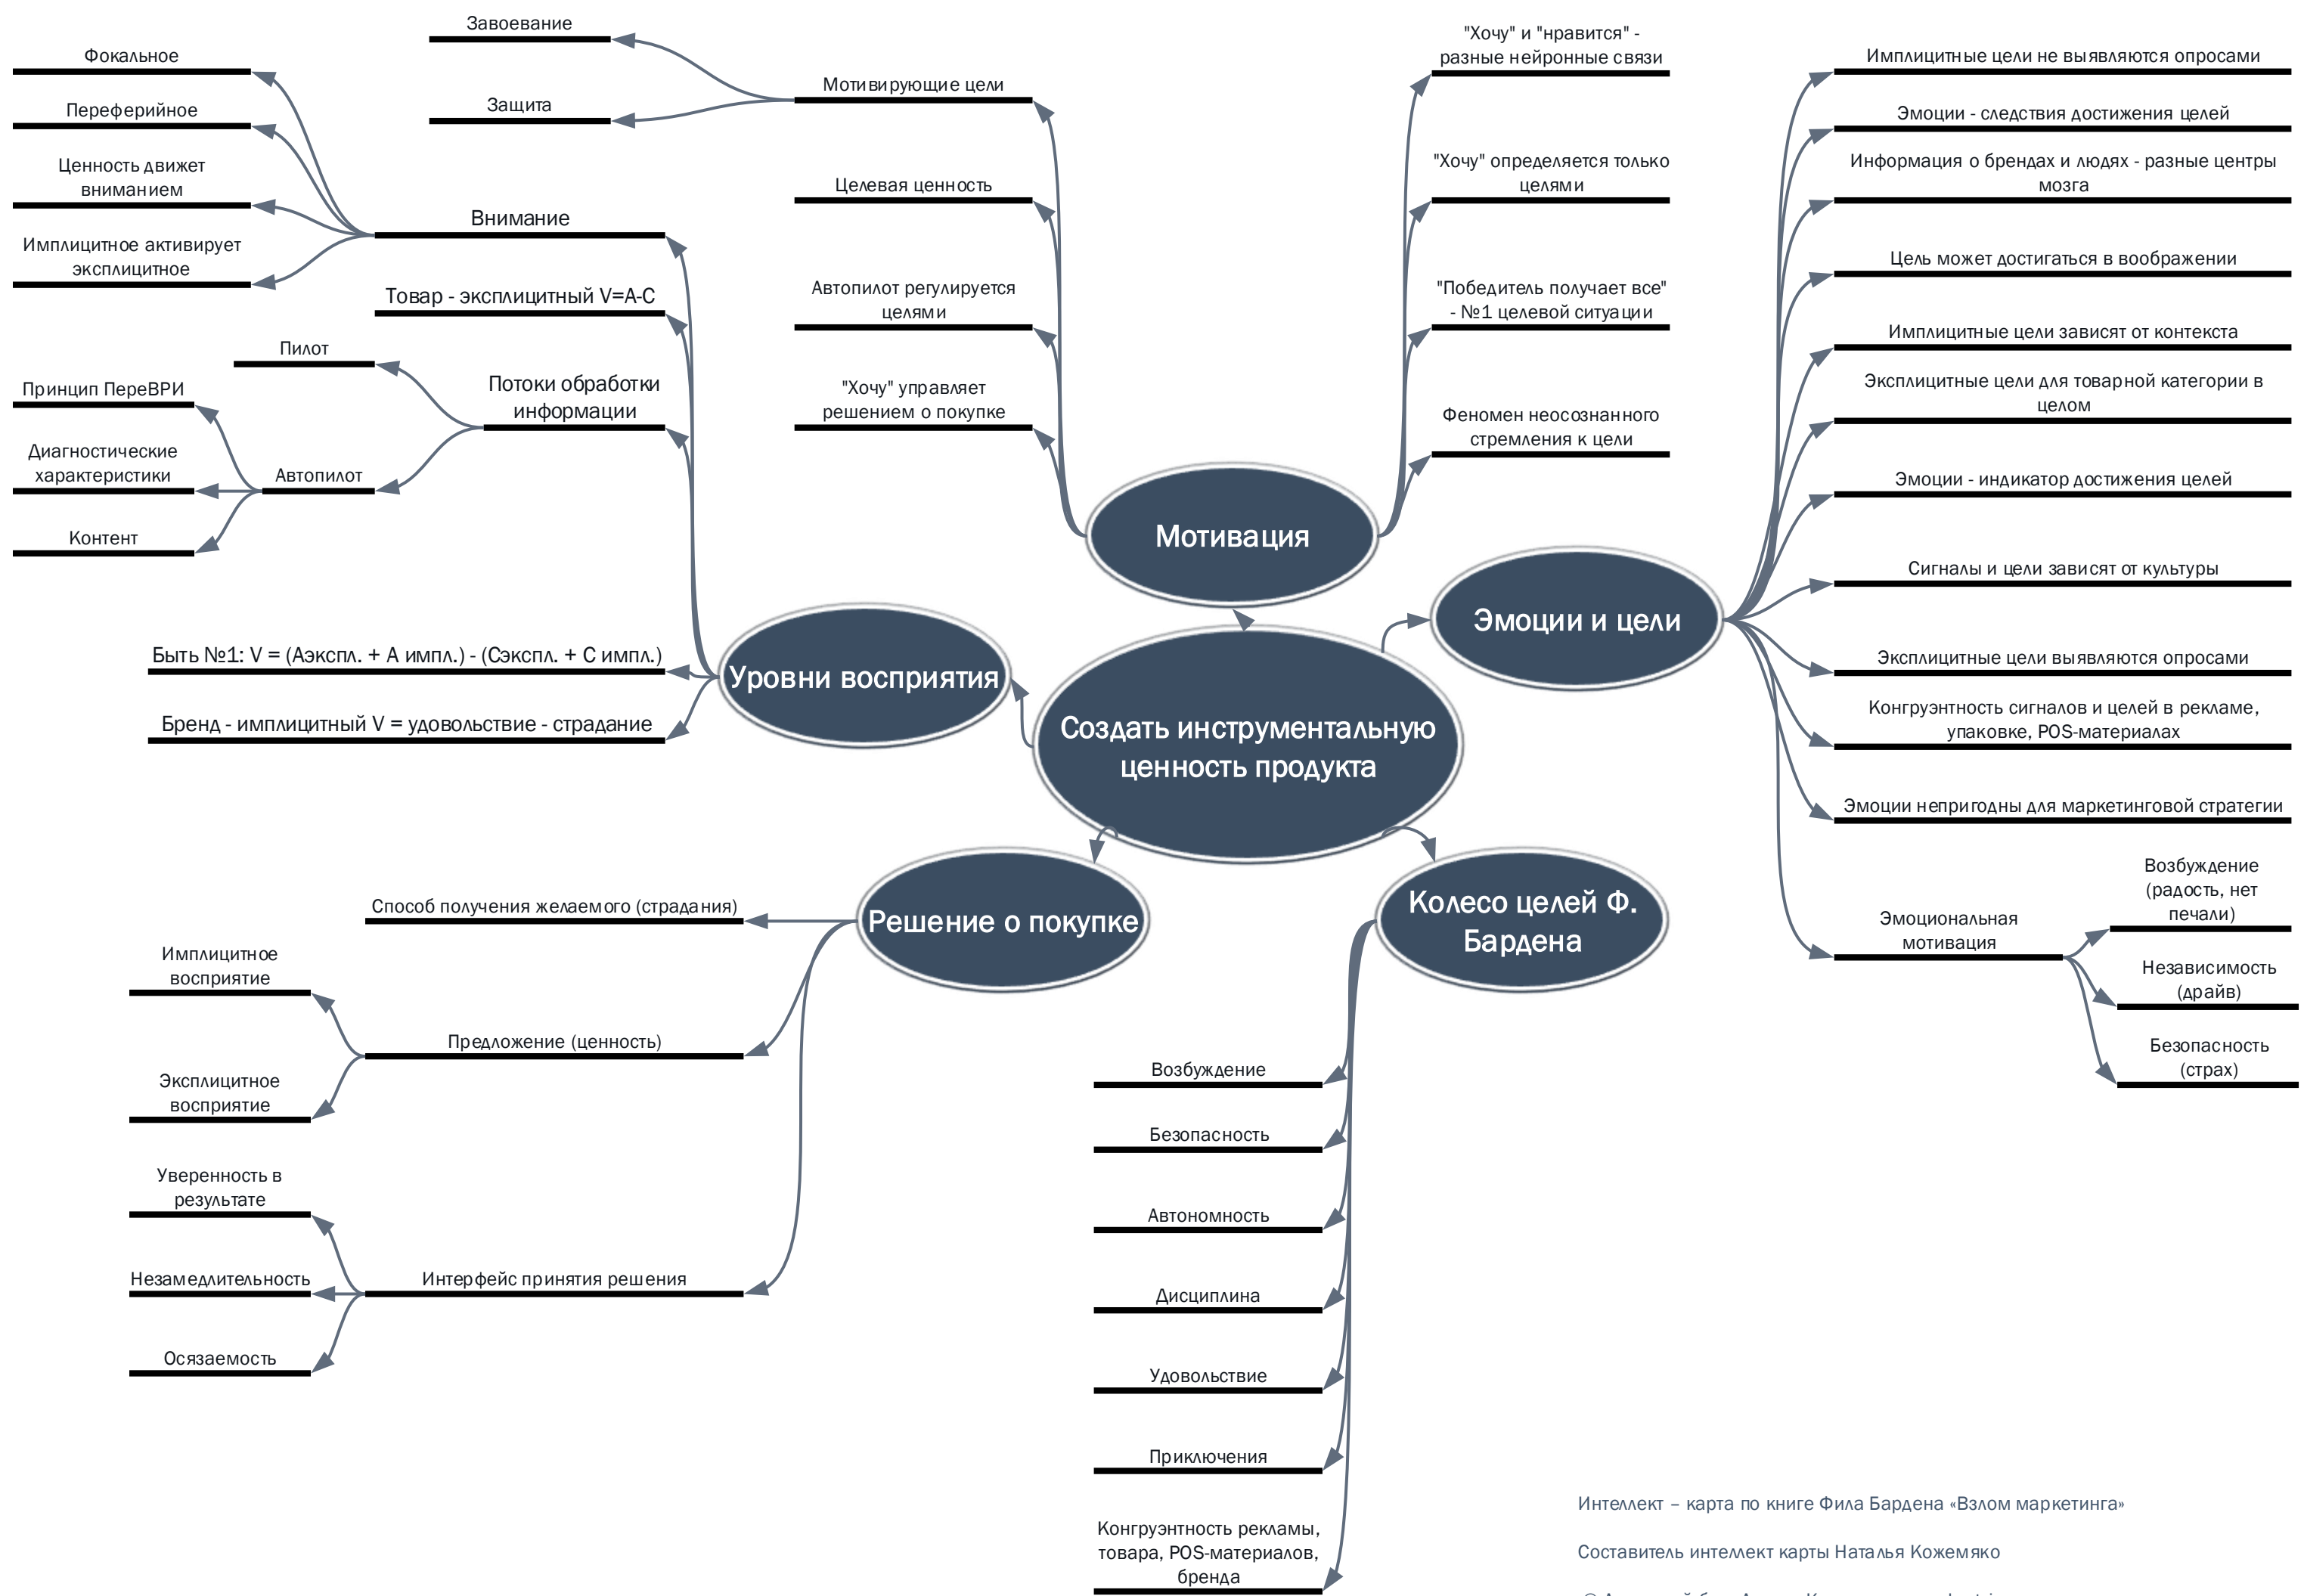 Завоевание
Защита
Мотивирующие цели
Целевая ценность
Автопилот регулируется
целями
"Хочу" управляет
решением о покупке
"Хочу" и "нравится" -
разные нейронные связи
"Хочу" определяется только
целями
"Победитель получает все"
- №1 целевой ситуации
Феномен неосознанного
стремления к цели
Мотивация
Фокальное
Переферийное
Ценность движет
вниманием
Имплицитное активирует
эксплицитное
Внимание
Товар - эксплицитный V=A-C
Пилот
Принцип ПереВРИ
Диагностические
характеристики
Контент
Автопилот
Потоки обработки
информации
Быть №1: V = (Aэкспл. + А импл.) - (Сэкспл. + С импл.)
Бренд - имплицитный V = удовольствие - страдание
Уровни восприятия
Имплицитные цели не выявляются опросами
Эмоции - следствия достижения целей
Информация о брендах и людях - разные центры
мозга
Цель может достигаться в воображении
Имплицитные цели зависят от контекста
Эксплицитные цели для товарной категории в
целом
Эмоции - индикатор достижения целей
Сигналы и цели зависят от культуры
Эксплицитные цели выявляются опросами
Конгруэнтность сигналов и целей в рекламе,
упаковке, POS-материалах
Эмоции непригодны для маркетинговой стратегии
Эмоциональная
мотивация
Возбуждение
(радость, нет
печали)
Независимость
(драйв)
Безопасность
(страх)
Эмоции и цели
Создать инструментальную
ценность продукта
Решение о покупке
Способ получения желаемого (страдания)
Имплицитное
восприятие
Предложение (ценность)
Эксплицитное
восприятие
Уверенность в
результате
Незамедлительность
Интерфейс принятия решения
Осязаемость
Колесо целей Ф.
Бардена
Возбуждение
Безопасность
Автономность
Дисциплина
Удовольствие
Приключения
Конгруэнтность рекламы,
товара, POS-материалов,
бренда
Интеллект – карта по книге Фила Бардена «Взлом маркетинга»
Составитель интеллект карты Наталья Кожемяко